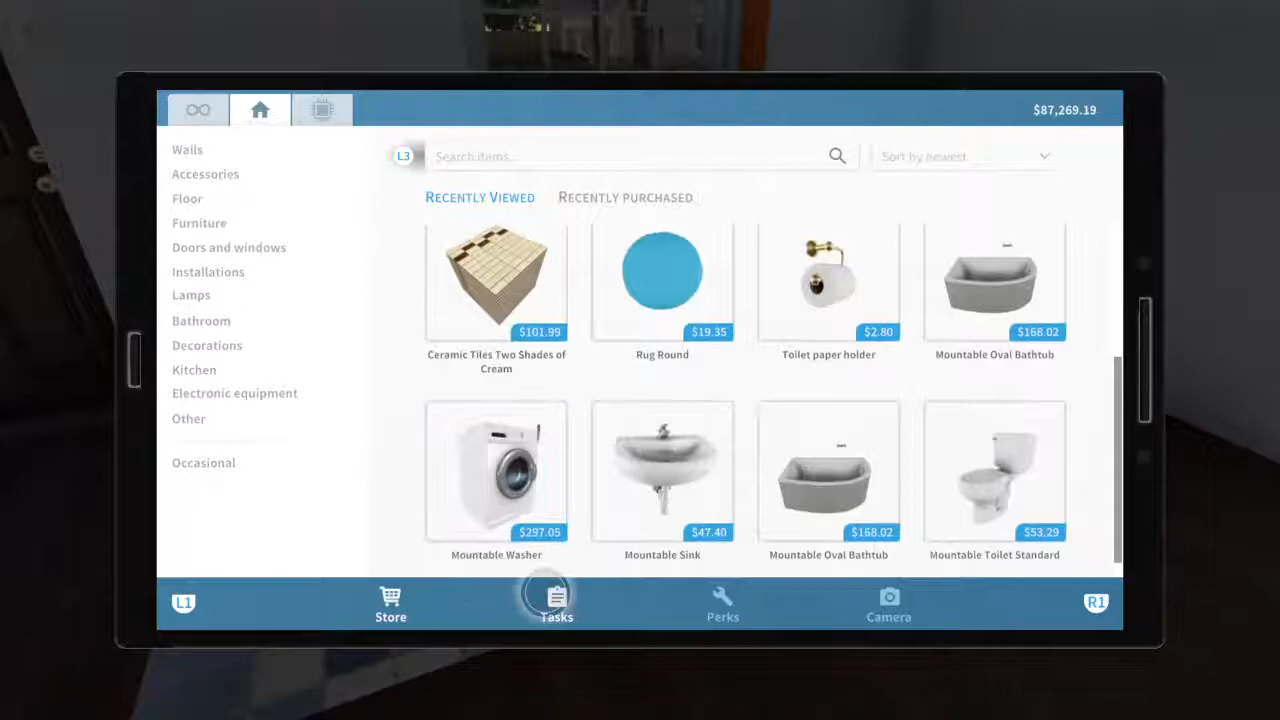 $87,269.19
Walls
Accessories
Floor
Furniture
Doors and windows
Installations
Lamps
Bathroom
Decorations
Kitchen
Electronic equipment
Other
Occasional
L3
Search items...
Sort by newest
RECENTLY VIEWED
RECENTLY PURCHASED
$101.99
$19.35
$2.80
$168.02
Ceramic Tiles Two Shades of
Cream
Rug Round
Toilet paper holder
Mountable Oval Bathtub
$297.05
$47.40
$168.02
$53.29
Mountable Washer
Mountable Sink
Mountable Oval Bathtub
Mountable Toilet Standard
L1
Store
Tasks
Perks
Camera
R1